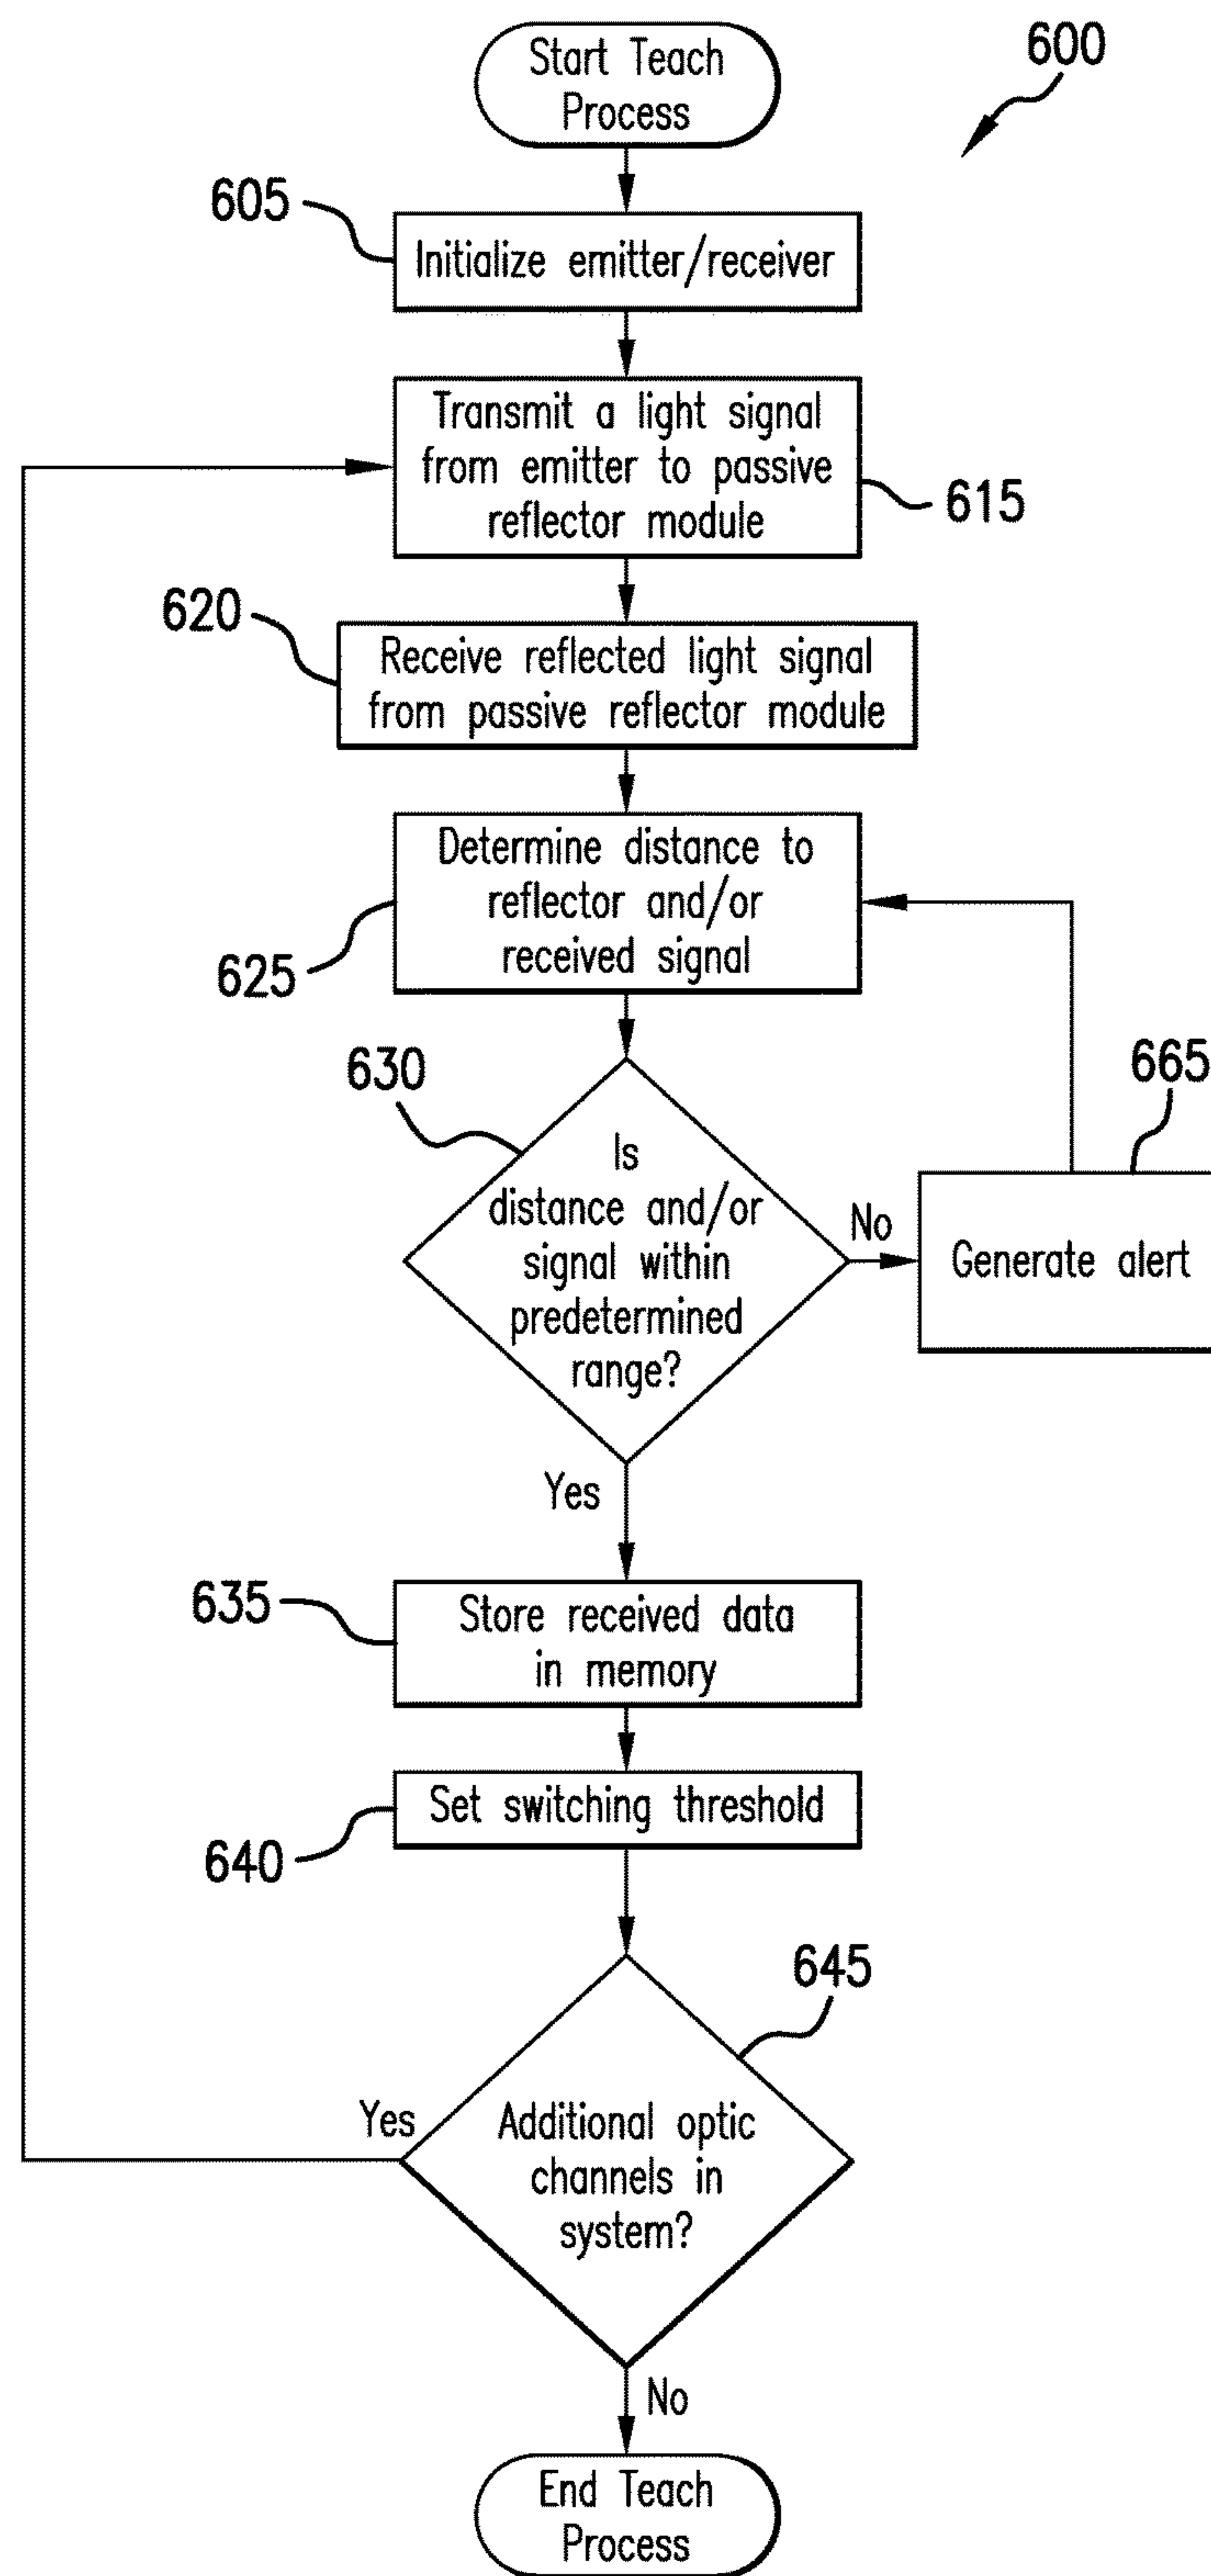 Start Teach
Process
600
605
Initialize emitter/receiver
Transmit a light signal
from emitter to passive
reflector module
615
620
Receive reflected light signal
from passive reflector module
Determine distance to
reflector and/or
received signal
625
630
Is
distance and/or
signal within
predetermined
range?
No
665
Generate alert
Yes
635
Store received data
in memory
Set switching threshold
640
645
Yes
Additional optic
channels in
system?
No
End Teach
Process